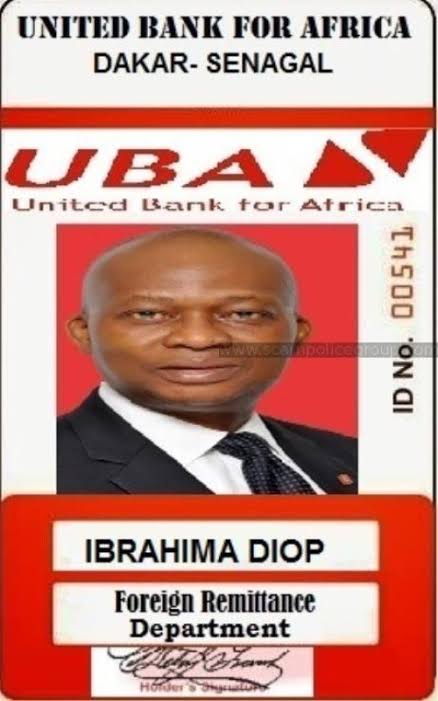 UNITED BANK FOR AFRICA
DAKAR- SENAGAL
UBA
United Bank for Africa
ID No. 00541
www.scampolicegroup.com
IBRAHIMA DIOP
Foreign Remittance
Department
Holder's Signature